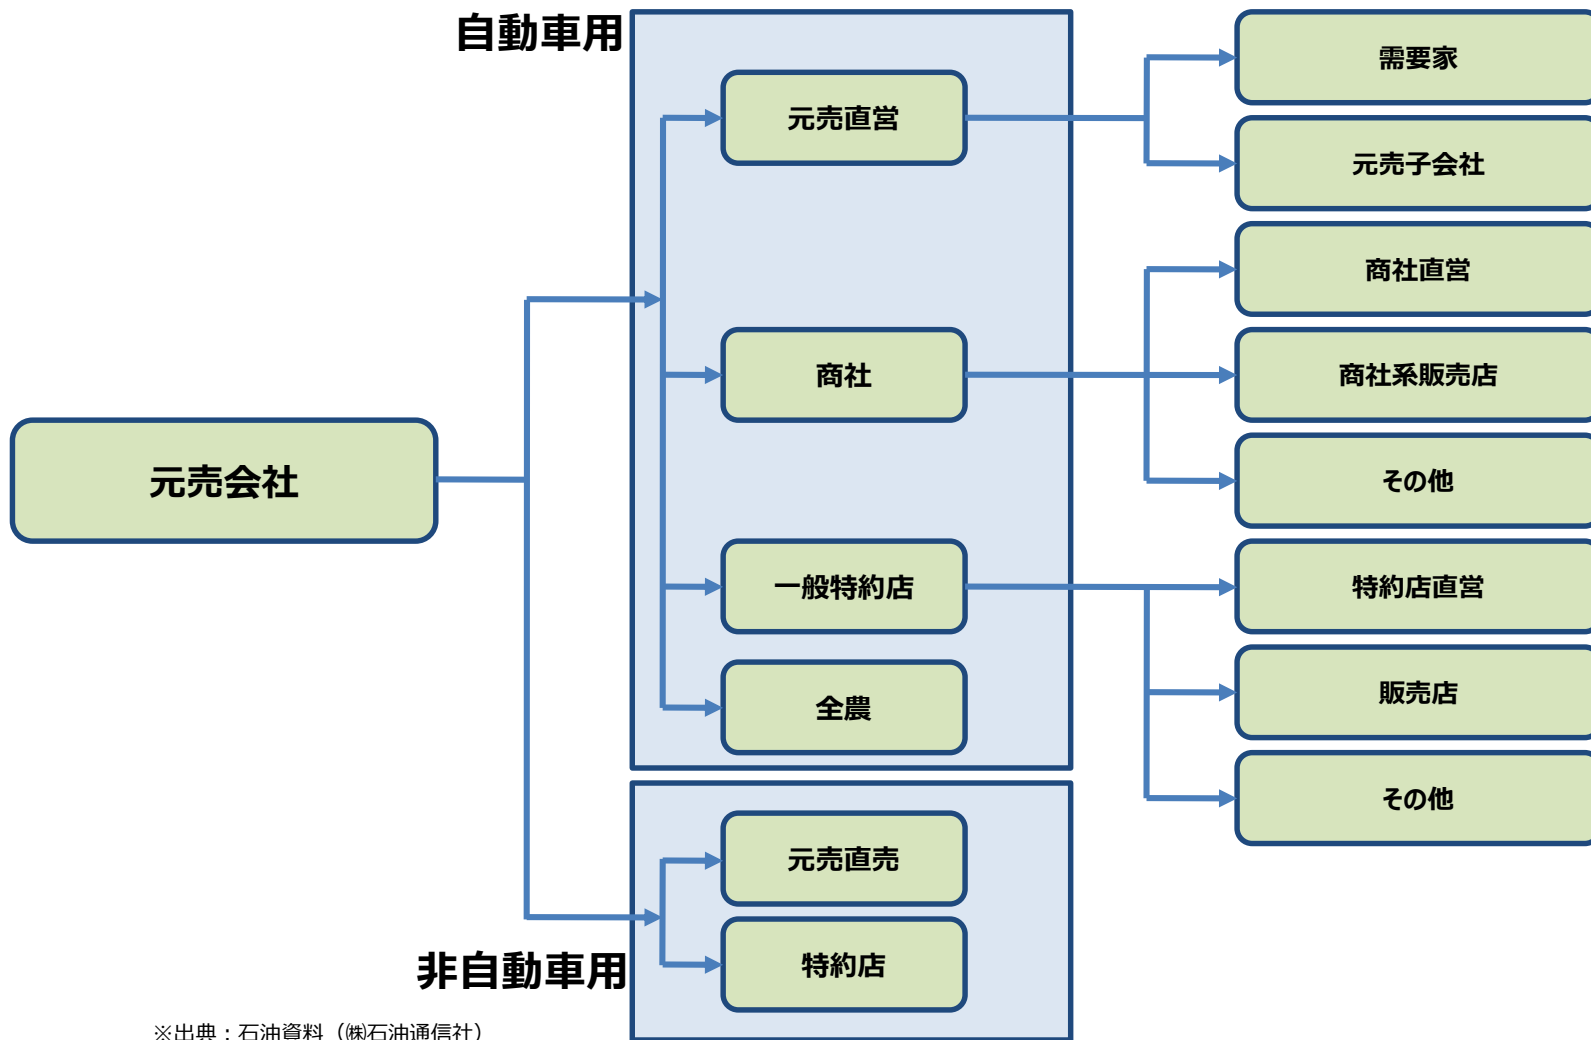 自動車用
需要家
元売直営
元売子会社
商社直営
商社
商社系販売店
元売会社
その他
一般特約店
特約店直営
全農
販売店
その他
元売直売
非自動車用
特約店
※出典：石油資料（㈱石油通信社）